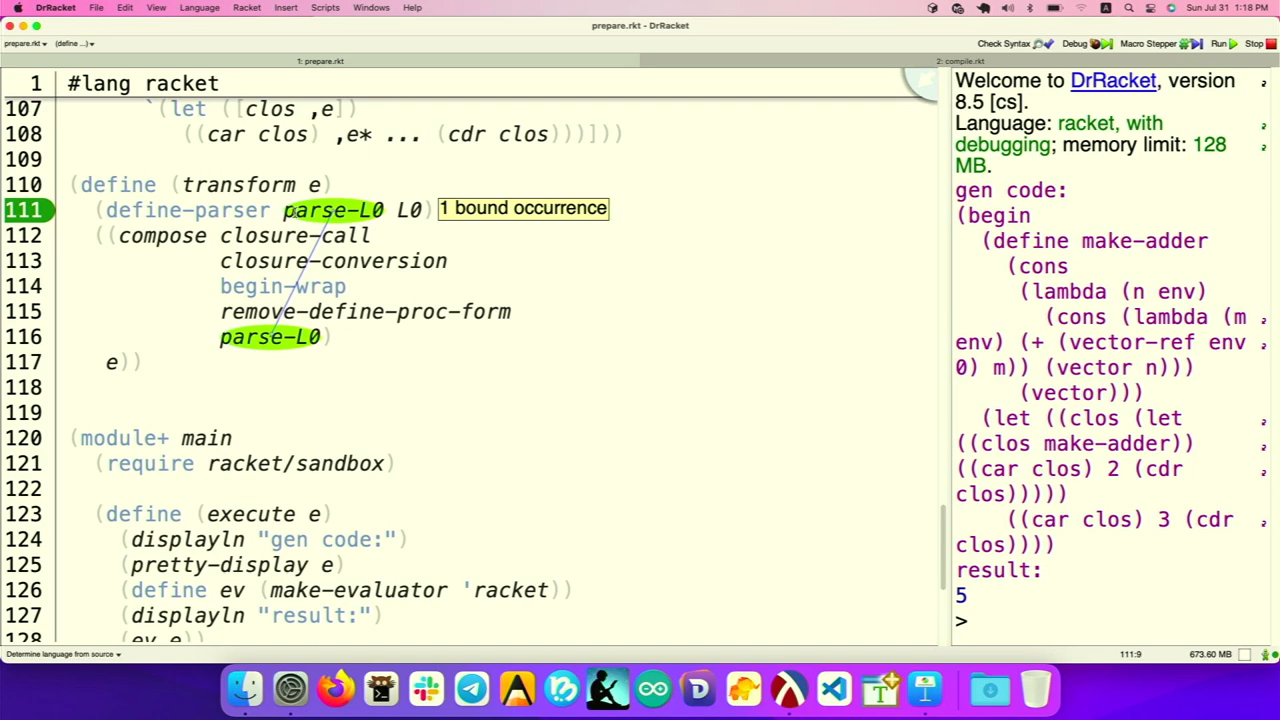 DrRacket File Edit View Language Racket Insert Scripts Windows Help
A Sun Jul 31 1:18 PM
prepare.rkt - DrRacket
prepare.rkt (define ...)
Check Syntax Debug Macro Stepper Run Stop
1: prepare.rkt
2: compile.rkt
1 #lang racket
107 `(let ([clos ,e])
108 ((car clos) ,e* ... (cdr clos)))]))
109
110 (define (transform e)
111 (define-parser parse-L0 L0) 1 bound occurrence
112 ((compose closure-call
113 closure-conversion
114 begin-wrap
115 remove-define-proc-form
116 parse-L0)
117 e))
118
119
120 (module+ main
121 (require racket/sandbox)
122
123 (define (execute e)
124 (displayln "gen code:")
125 (pretty-display e)
126 (define ev (make-evaluator 'racket))
127 (displayln "result:")
128 (ev e))
Welcome to DrRacket, version
8.5 [cs].
Language: racket, with
debugging; memory limit: 128
MB.
gen code:
(begin
(define make-adder
(cons
(lambda (n env)
(cons (lambda (m
env) (+ (vector-ref env
0) m)) (vector n)))
(vector)))
(let ((clos (let
((clos make-adder))
((car clos) 2 (cdr
clos)))))
((car clos) 3 (cdr
clos))))
result:
5
>
Determine language from source
111:9
673.60 MB